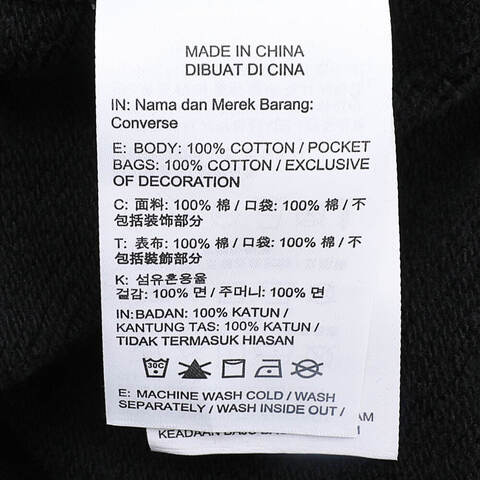 MADE IN CHINA
DIBUAT DI CINA
IN: Nama dan Merek Barang:
Converse
E: BODY: 100% COTTON / POCKET
BAGS: 100% COTTON / EXCLUSIVE
OF DECORATION
C: 面料: 100% 棉 / 口袋: 100% 棉 / 不
包括装饰部分
T: 表布: 100% 棉 / 口袋: 100% 棉 / 不
包括裝飾部分
K: 섬유혼용율
겉감: 100% 면 / 주머니: 100% 면
IN:BADAN: 100% KATUN /
KANTUNG TAS: 100% KATUN /
TIDAK TERMASUK HIASAN
30C
E: MACHINE WASH COLD / WASH
SEPARATELY / WASH INSIDE OUT /
AM
KEADAAN BAJU